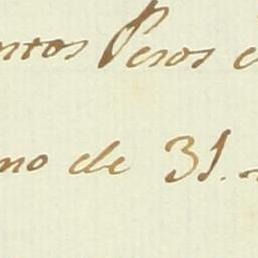 ntos Pesos e
no de 31.